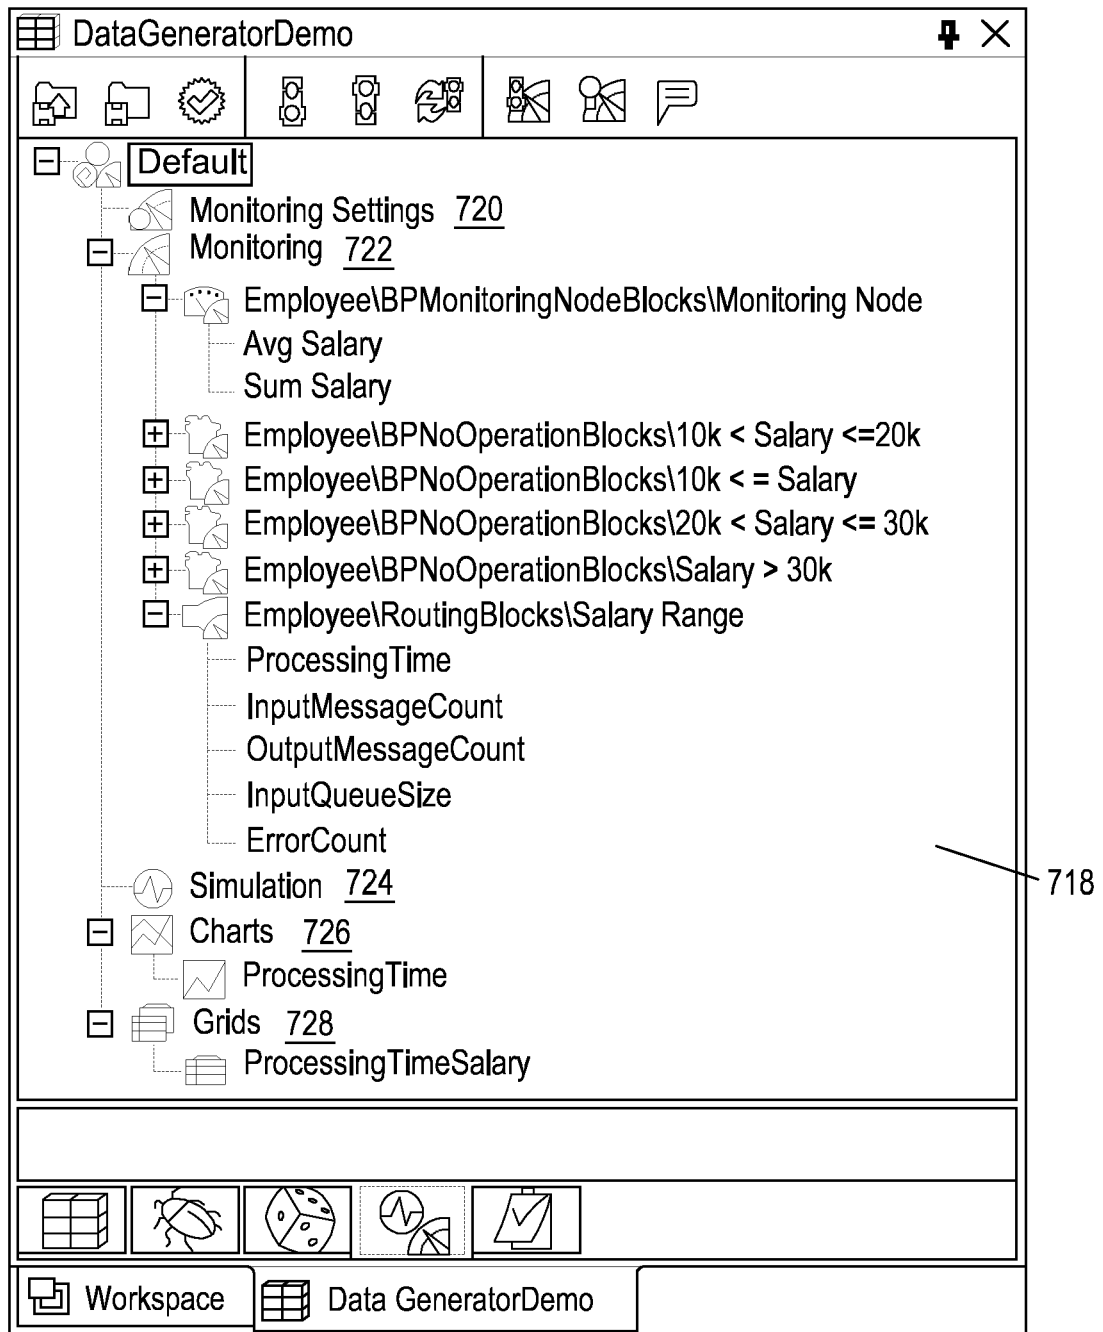 DataGeneratorDemo
Default
Monitoring Settings 720
Monitoring 722
Employee\BPMonitoringNodeBlocks\Monitoring Node
Avg Salary
Sum Salary
Employee\BPNoOperationBlocks\10k < Salary <=20k
Employee\BPNoOperationBlocks\10k < = Salary
Employee\BPNoOperationBlocks\20k < Salary <= 30k
Employee\BPNoOperationBlocks\Salary > 30k
Employee\RoutingBlocks\Salary Range
ProcessingTime
InputMessageCount
OutputMessageCount
InputQueueSize
ErrorCount
718
Simulation 724
Charts 726
ProcessingTime
Grids 728
ProcessingTimeSalary
Workspace Data GeneratorDemo